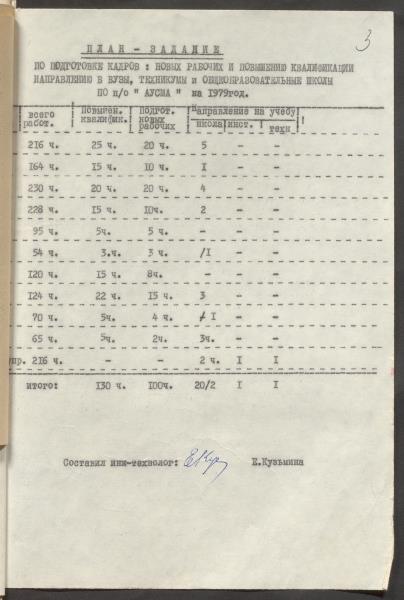 3
ПЛАН - ЗАДАНИЕ
ПО ПОДГОТОВКЕ КАДРОВ : НОВЫХ РАБОЧИХ И ПОВЫШЕНИЮ КВАЛИФИКАЦИИ
НАПРАВЛЕНИЮ В ВУЗЫ, ТЕХНИКУМЫ и ОБЩЕОБРАЗОВАТЕЛЬНЫЕ ШКОЛЫ
ПО п/о " АУСМА " на 1979год.
всего работ. ! Повышен. квалифик. ! подгот. новых рабочих ! направление на учебу
школа ! инст. ! техн !
216 ч. 25 ч. 20 ч. 5 - -
164 ч. 15 ч. 10 ч. I - -
230 ч. 20 ч. 20 ч. 4 - -
228 ч. 15 ч. 10ч. 2 - -
95 ч. 5ч. 5 ч. - - -
54 ч. 3.ч. 3 ч. /I - -
120 ч. 15 ч. 8ч. - - -
124 ч. 22 ч. 15 ч. 3 - -
70 ч. 5ч. 4 ч. I - -
65 ч. 5ч. 2ч. 3ч. - -
упр. 216 ч. - - 2 ч. I I
итого: 130 ч. 100ч. 20/2 I I
Составил инж-технолог: Е.Кузьмина